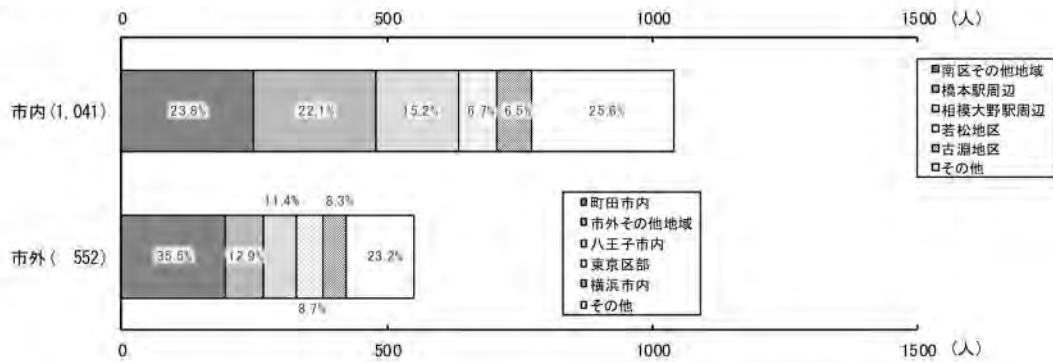 0 500 1000 1500 (人)
市内(1,041) 23.8% 22.1% 15.2% 6.7% 6.5% 25.6%
南区その他地域
橋本駅周辺
相模大野駅周辺
若松地区
古淵地区
その他
11.4% 8.3%
市外( 552) 35.5% 12.9% 23.2%
8.7%
町田市内
市外その他地域
八王子市内
東京区部
横浜市内
その他
0 500 1000 1500 (人)